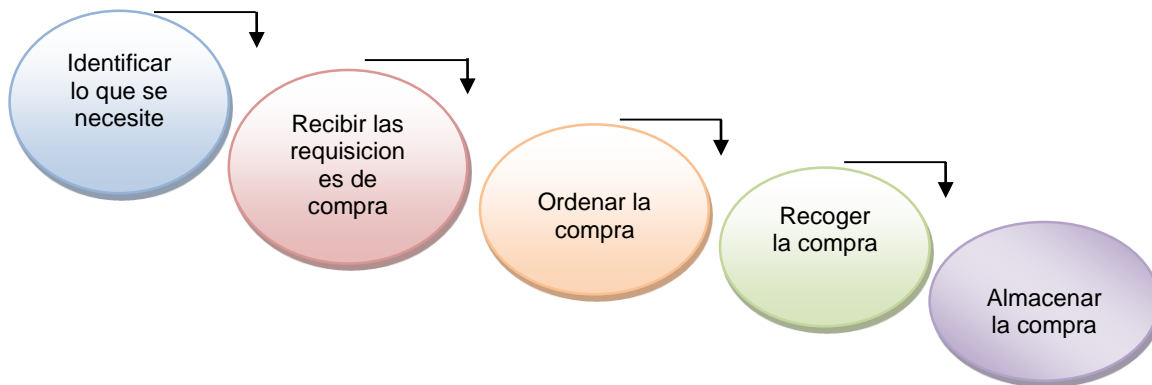 Identificar
lo que se
necesite
Recibir las
requisicion
es de
compra
Ordenar la
compra
Recoger
la compra
Almacenar
la compra